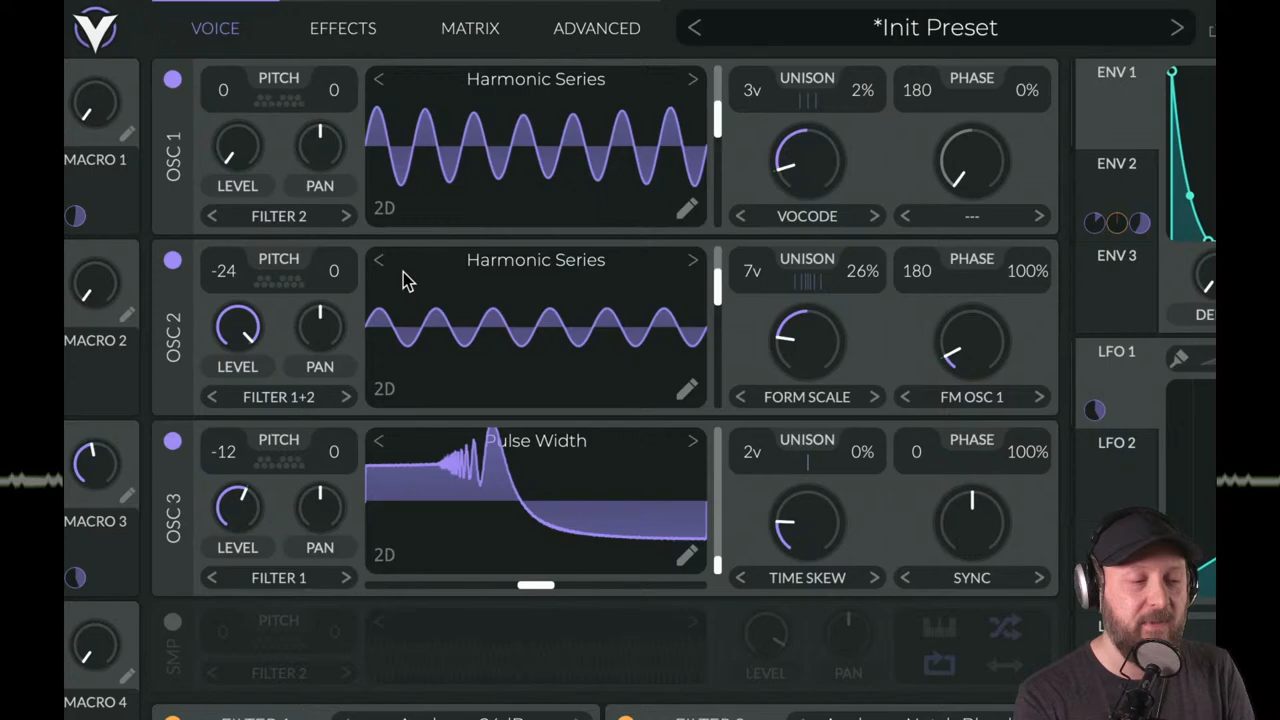 VOICE
EFFECTS
MATRIX
ADVANCED
*Init Preset
MACRO 1
MACRO 2
MACRO 3
MACRO 4
OSC 1
PITCH
0
0
LEVEL
PAN
FILTER 2
Harmonic Series
2D
UNISON
3v
2%
VOCODE
PHASE
180
0%
---
OSC 2
PITCH
-24
0
LEVEL
PAN
FILTER 1+2
Harmonic Series
2D
UNISON
7v
26%
FORM SCALE
PHASE
180
100%
FM OSC 1
OSC 3
PITCH
-12
0
LEVEL
PAN
FILTER 1
Pulse Width
2D
UNISON
2v
0%
TIME SKEW
PHASE
0
100%
SYNC
SMP
PITCH
0
0
FILTER 2
LEVEL
PAN
ENV 1
ENV 2
ENV 3
DE
LFO 1
LFO 2